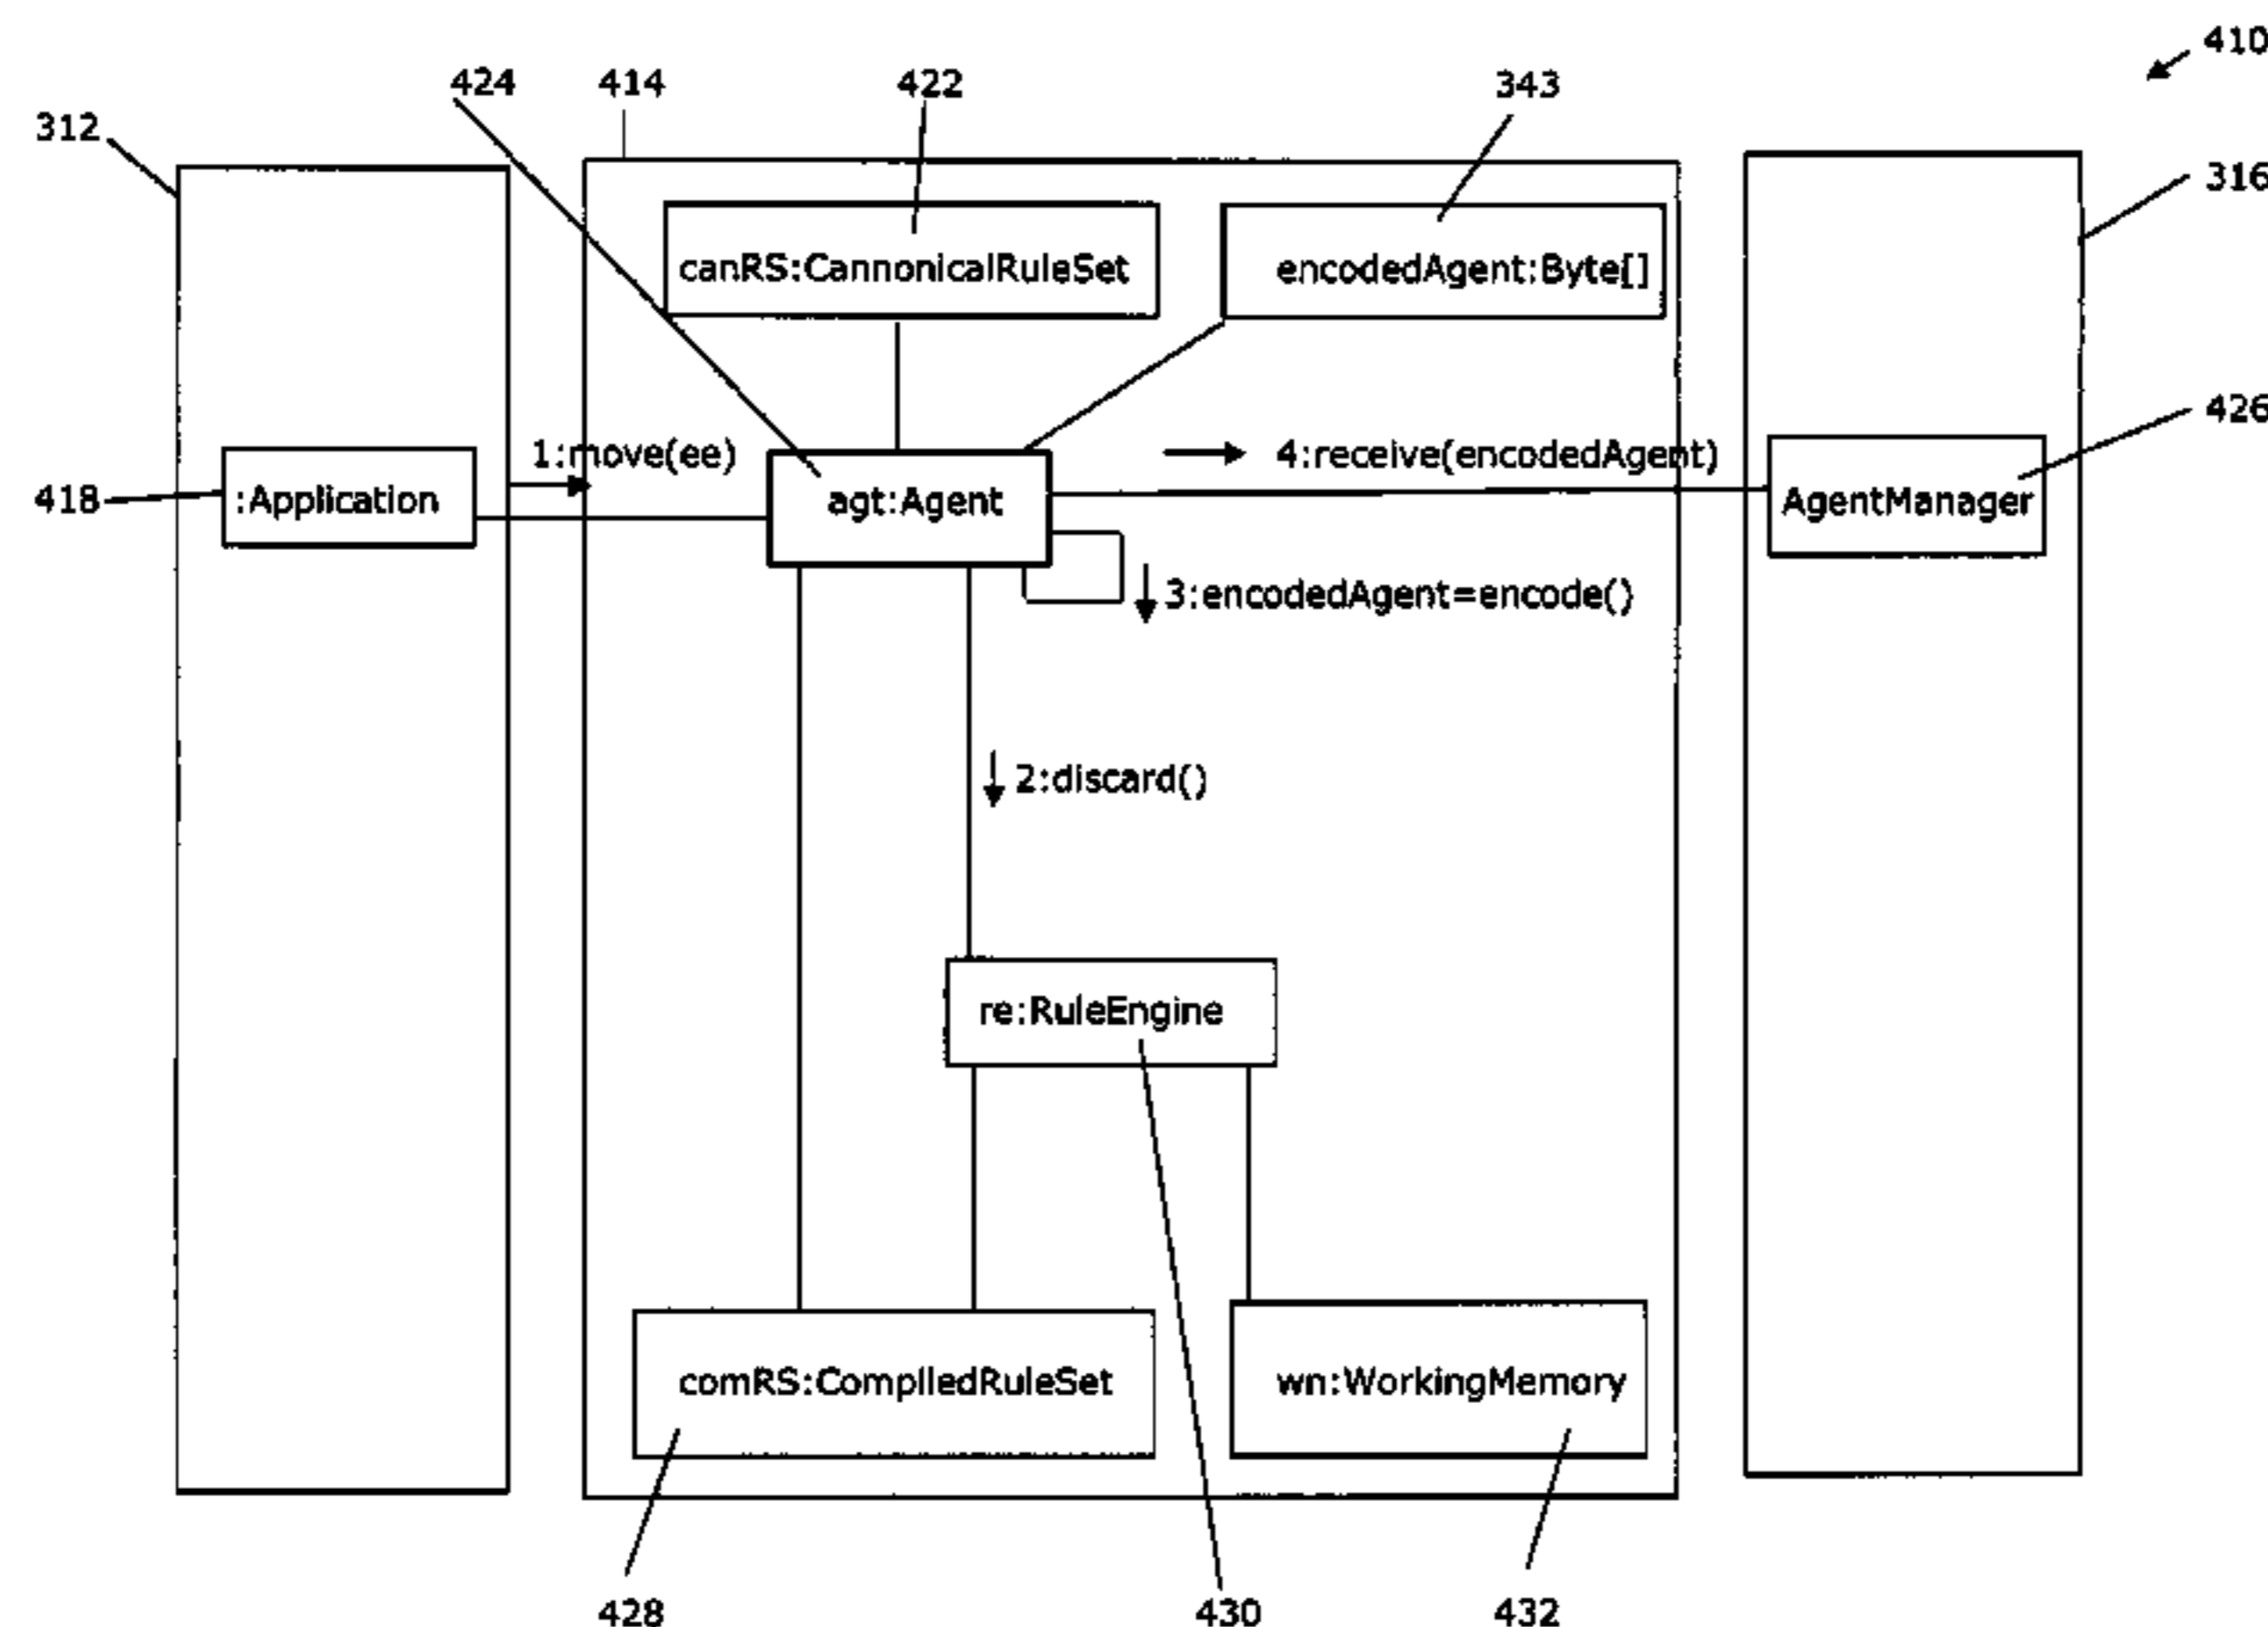 410
424 414 422 343
312
316
canRS:CannonicalRuleSet encodedAgent:Byte[]
426
1:move(ee) 4:receive(encodedAgent)
418 :Application agt:Agent AgentManager
3:encodedAgent=encode()
2:discard()
re:RuleEngine
comRS:CompiledRuleSet wn:WorkingMemory
428 430 432